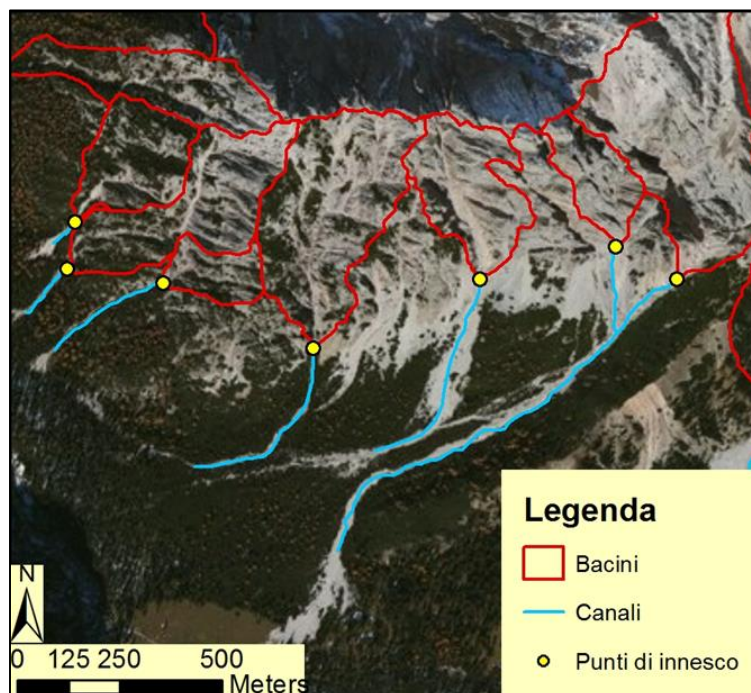 Legenda
Bacini
Canali
Punti di innesco
N
0 125 250 500
Meters